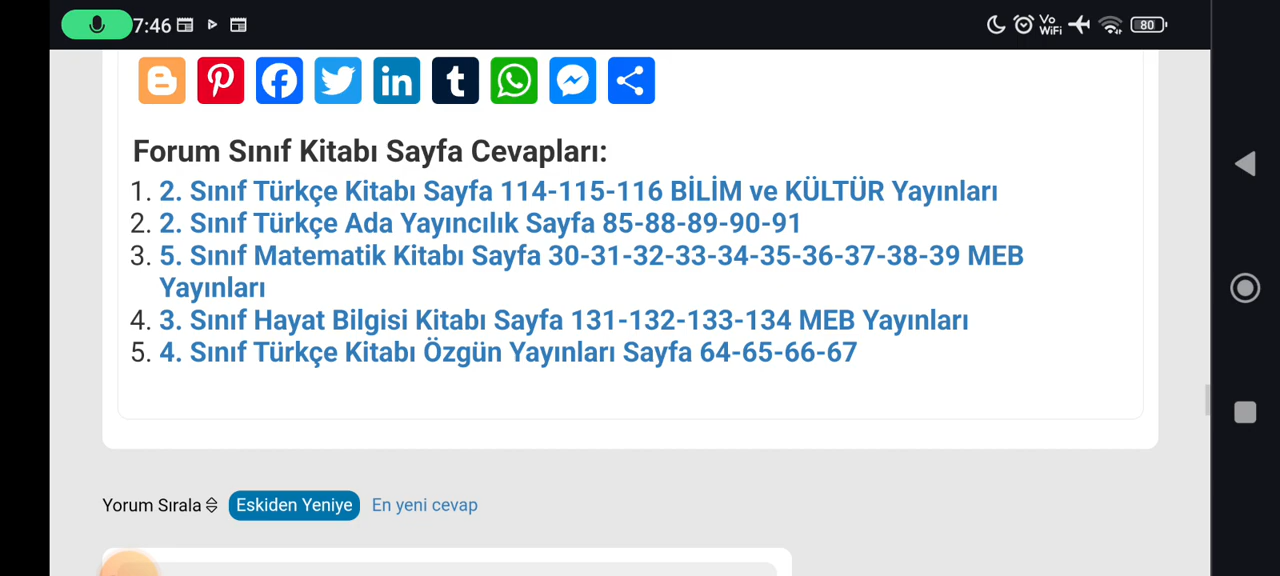 7:46
Vo
WiFi
80
Forum Sınıf Kitabı Sayfa Cevapları:
1. 2. Sınıf Türkçe Kitabı Sayfa 114-115-116 BİLİM ve KÜLTÜR Yayınları
2. 2. Sınıf Türkçe Ada Yayıncılık Sayfa 85-88-89-90-91
3. 5. Sınıf Matematik Kitabı Sayfa 30-31-32-33-34-35-36-37-38-39 MEB
Yayınları
4. 3. Sınıf Hayat Bilgisi Kitabı Sayfa 131-132-133-134 MEB Yayınları
5. 4. Sınıf Türkçe Kitabı Özgün Yayınları Sayfa 64-65-66-67
Yorum Sırala Eskiden Yeniye En yeni cevap